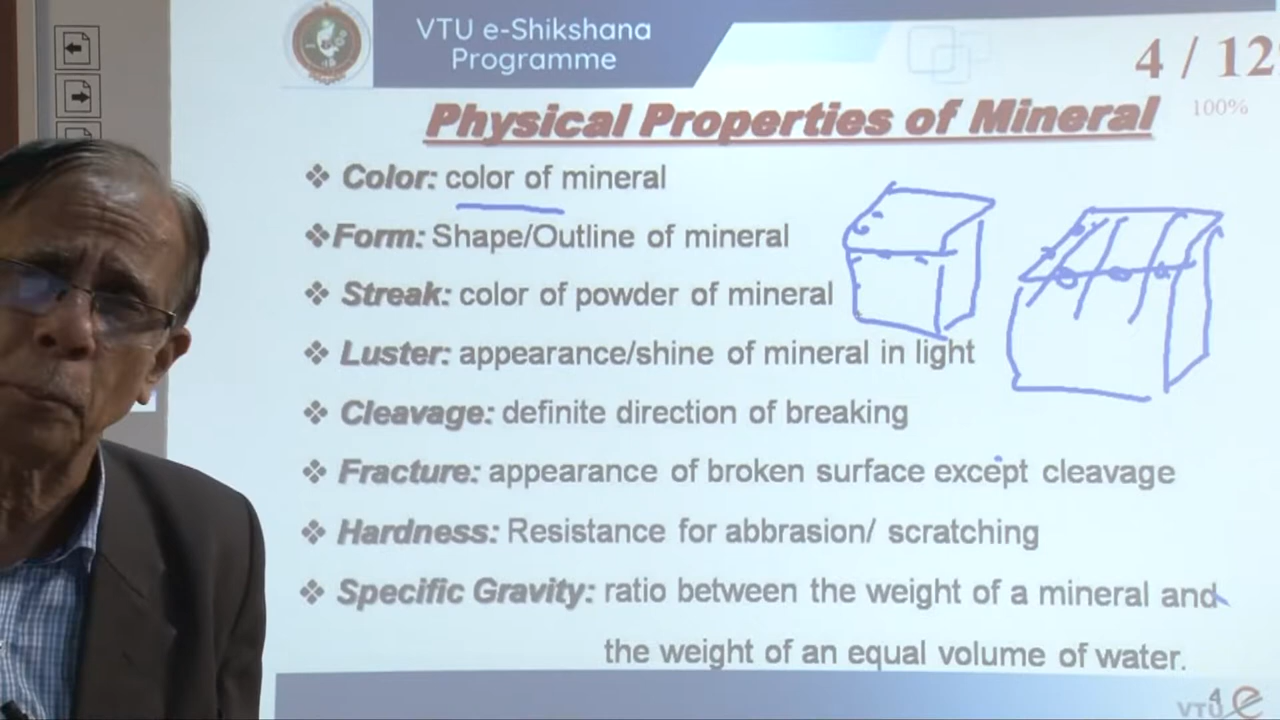 VTU e-Shikshana
Programme
4 / 12
100%
Physical Properties of Mineral
❖ Color: color of mineral
❖ Form: Shape/Outline of mineral
❖ Streak: color of powder of mineral
❖ Luster: appearance/shine of mineral in light
❖ Cleavage: definite direction of breaking
❖ Fracture: appearance of broken surface except cleavage
❖ Hardness: Resistance for abbrasion/ scratching
❖ Specific Gravity: ratio between the weight of a mineral and
the weight of an equal volume of water.
4
VTU e